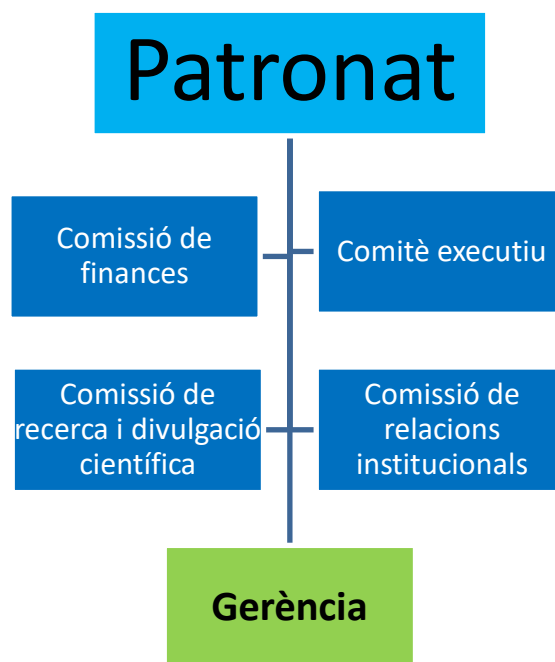 Patronat
Comissió de
finances
Comitè executiu
Comissió de
recerca i divulgació
científica
Comissió de
relacions
institucionals
Gerència